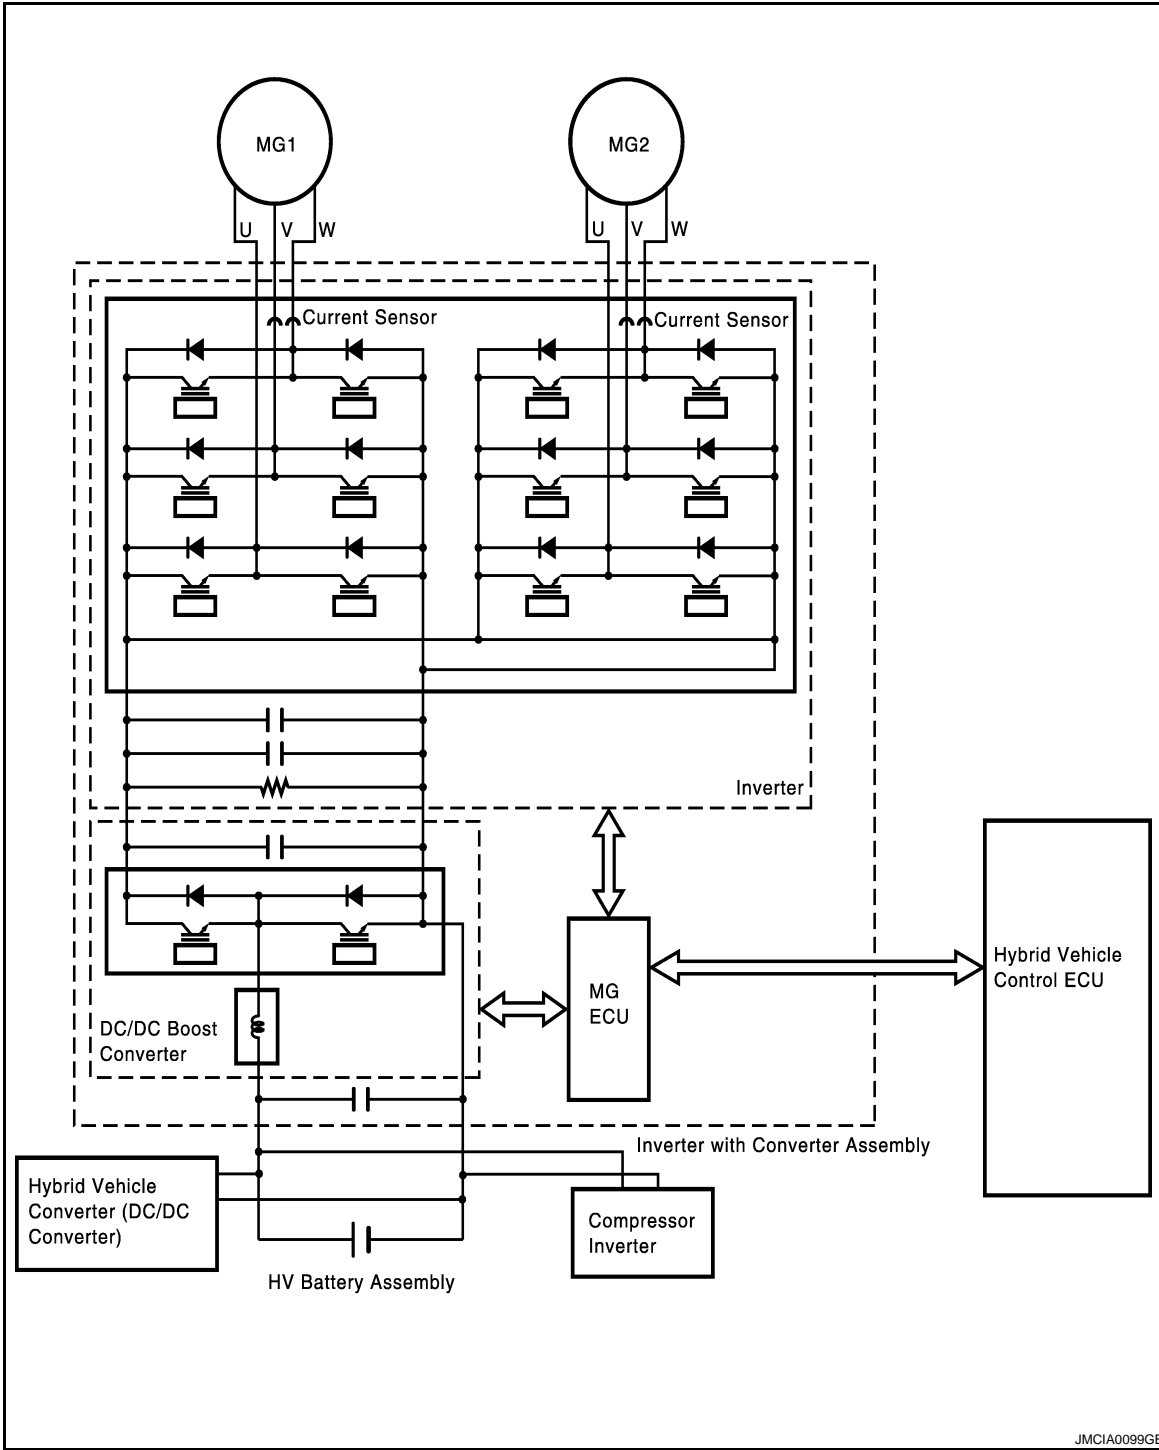 MG1
MG2
U
V
W
U
V
W
Current Sensor
Current Sensor
Inverter
Hybrid Vehicle
Control ECU
MG
ECU
DC/DC Boost
Converter
Inverter with Converter Assembly
Hybrid Vehicle
Converter (DC/DC
Converter)
Compressor
Inverter
HV Battery Assembly